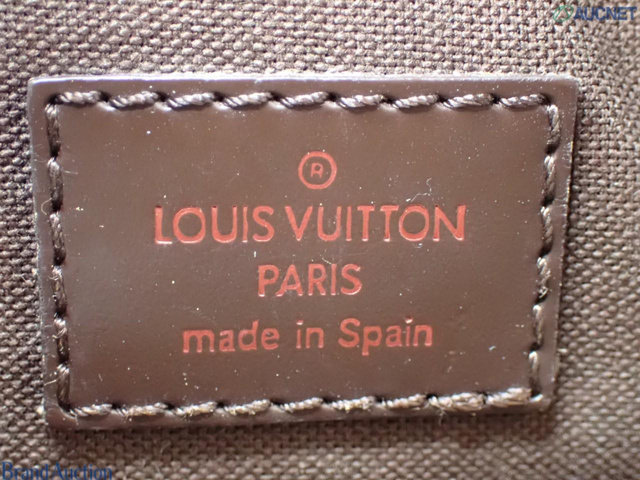 AUCNET
®
LOUIS VUITTON
PARIS
made in Spain
Brand Auction